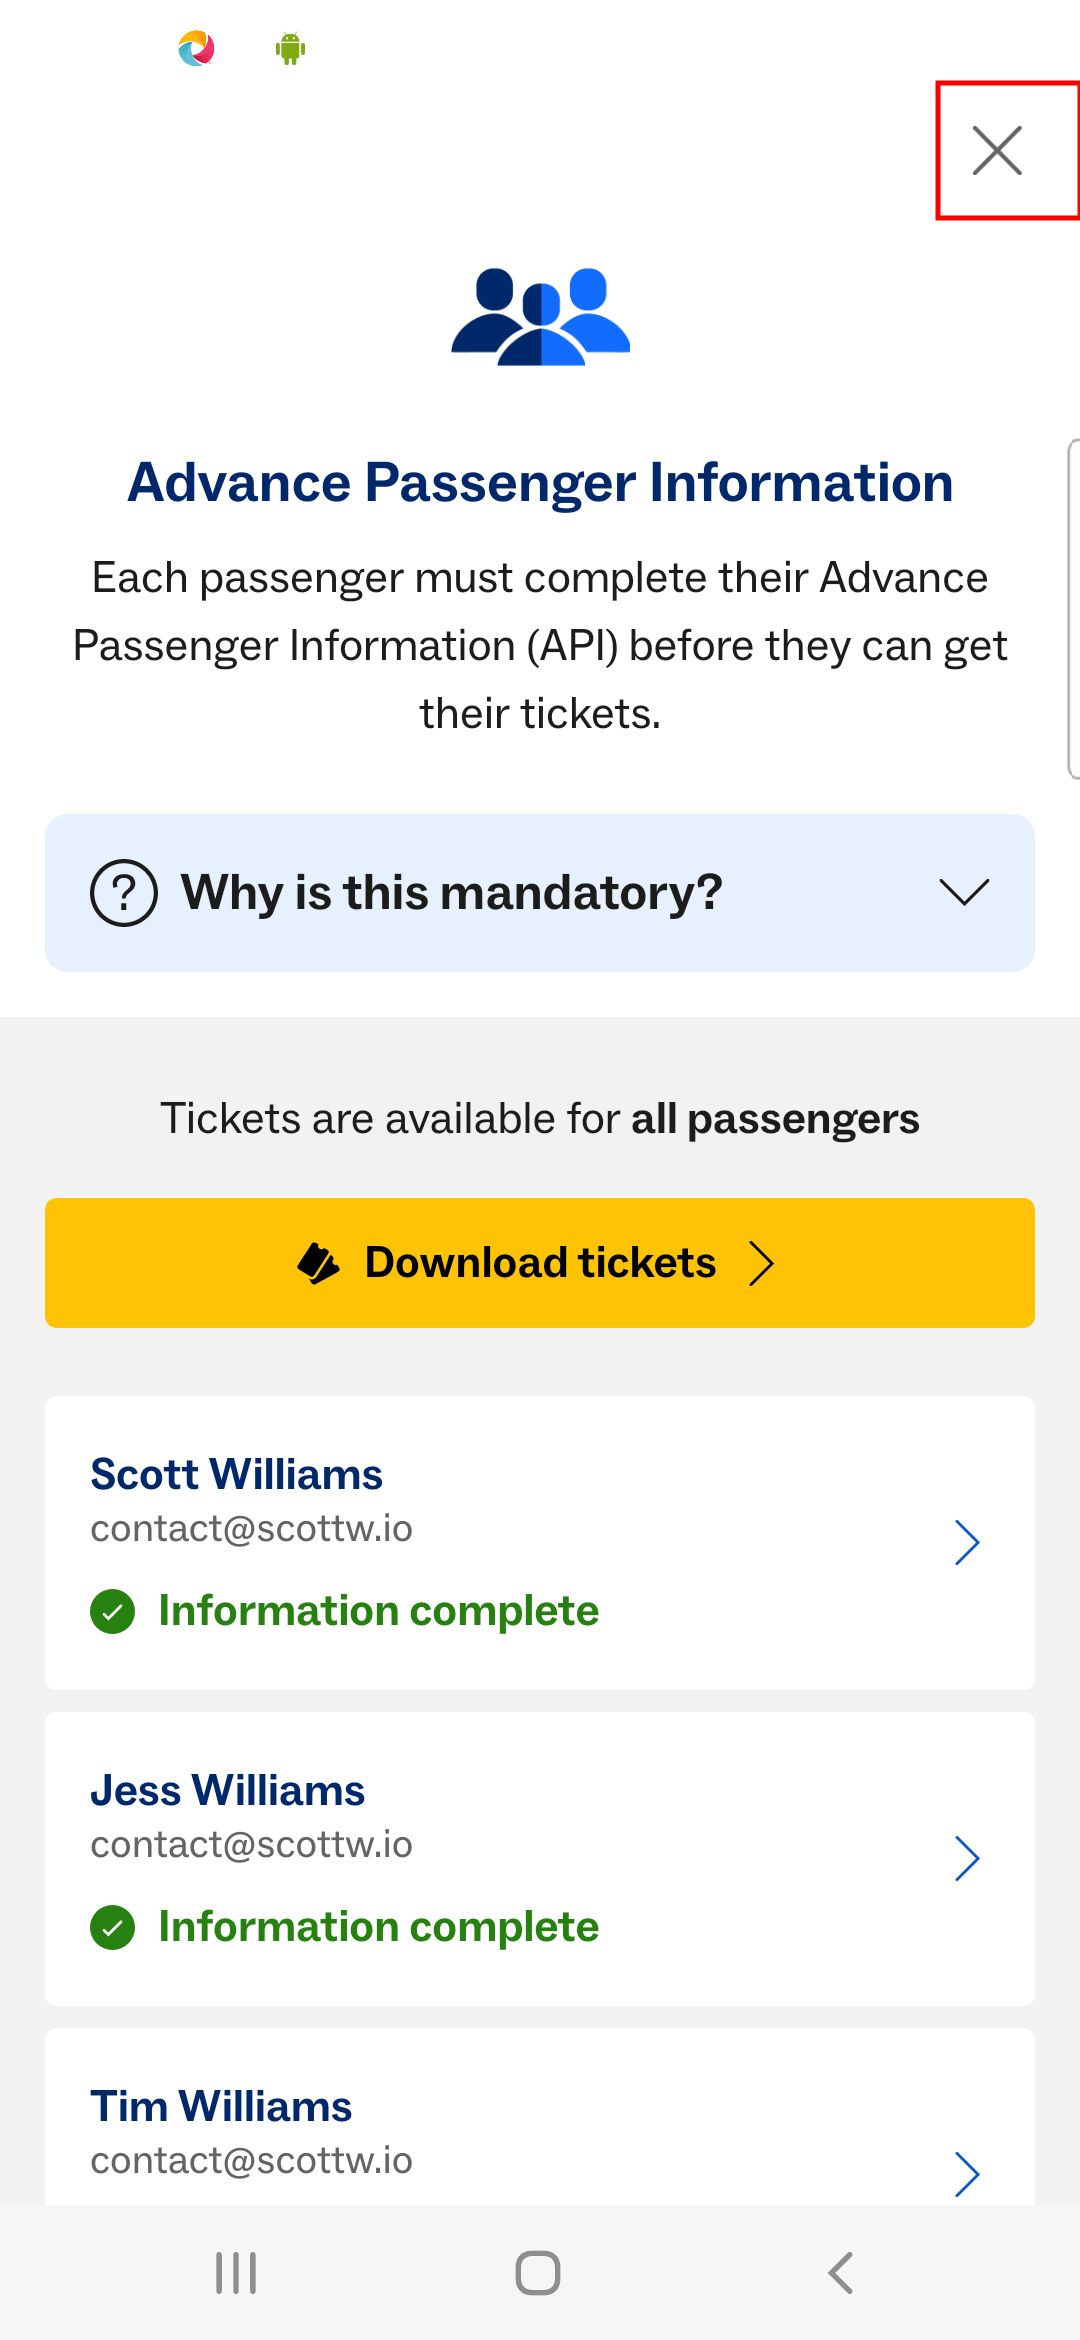 Advance Passenger Information
Each passenger must complete their Advance
Passenger Information (API) before they can get
their tickets.
? Why is this mandatory?
Tickets are available for all passengers
Download tickets
Scott Williams
contact@scottw.io
Information complete
Jess Williams
contact@scottw.io
Information complete
Tim Williams
contact@scottw.io